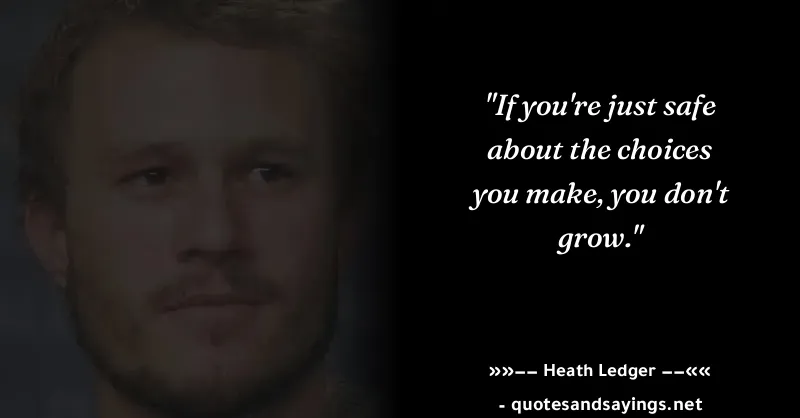 "If you're just safe
about the choices
you make, you don't
grow."
»»–– Heath Ledger ––««
- quotesandsayings.net